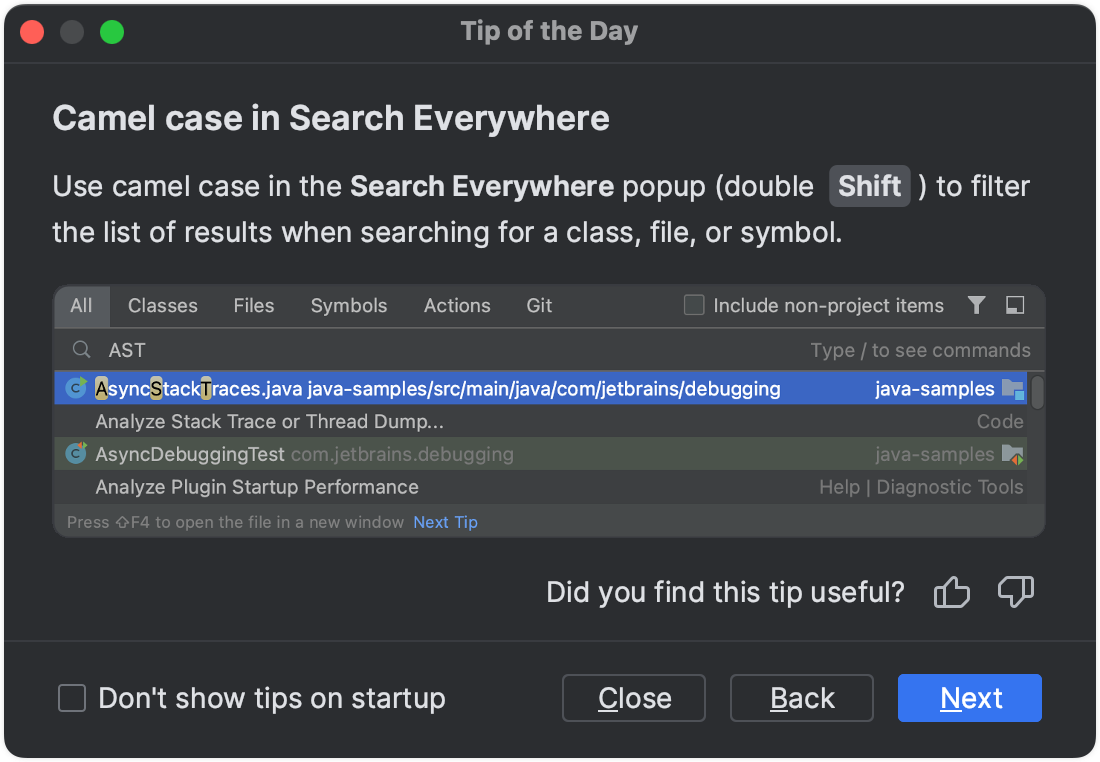 Tip of the Day
Camel case in Search Everywhere
Use camel case in the Search Everywhere popup (double Shift ) to filter
the list of results when searching for a class, file, or symbol.
All Classes Files Symbols Actions Git Include non-project items
AST Type / to see commands
C AsyncStackTraces.java java-samples/src/main/java/com/jetbrains/debugging java-samples
Analyze Stack Trace or Thread Dump... Code
C AsyncDebuggingTest com.jetbrains.debugging java-samples
Analyze Plugin Startup Performance Help | Diagnostic Tools
Press ⇧F4 to open the file in a new window Next Tip
Did you find this tip useful?
Don't show tips on startup Close Back Next